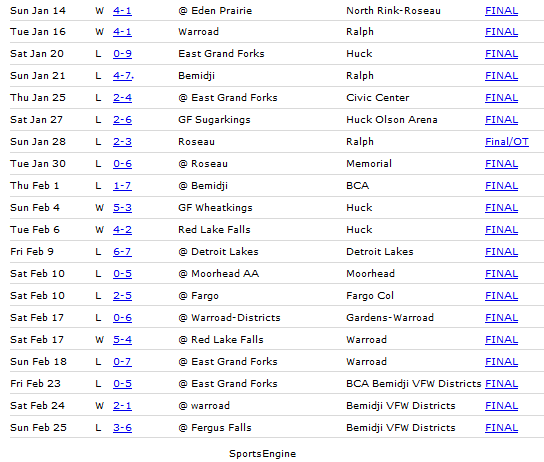 Sun Jan 14 W 4-1 @ Eden Prairie North Rink-Roseau FINAL
Tue Jan 16 W 4-1 Warroad Ralph FINAL
Sat Jan 20 L 0-9 East Grand Forks Huck FINAL
Sun Jan 21 L 4-7. Bemidji Ralph FINAL
Thu Jan 25 L 2-4 @ East Grand Forks Civic Center FINAL
Sat Jan 27 L 2-6 GF Sugarkings Huck Olson Arena FINAL
Sun Jan 28 L 2-3 Roseau Ralph Final/OT
Tue Jan 30 L 0-6 @ Roseau Memorial FINAL
Thu Feb 1 L 1-7 @ Bemidji BCA FINAL
Sun Feb 4 W 5-3 GF Wheatkings Huck FINAL
Tue Feb 6 W 4-2 Red Lake Falls Huck FINAL
Fri Feb 9 L 6-7 @ Detroit Lakes Detroit Lakes FINAL
Sat Feb 10 L 0-5 @ Moorhead AA Moorhead FINAL
Sat Feb 10 L 2-5 @ Fargo Fargo Col FINAL
Sat Feb 17 L 0-6 @ Warroad-Districts Gardens-Warroad FINAL
Sat Feb 17 W 5-4 @ Red Lake Falls Warroad FINAL
Sun Feb 18 L 0-7 @ East Grand Forks Warroad FINAL
Fri Feb 23 L 0-5 @ East Grand Forks BCA Bemidji VFW Districts FINAL
Sat Feb 24 W 2-1 @ warroad Bemidji VFW Districts FINAL
Sun Feb 25 L 3-6 @ Fergus Falls Bemidji VFW Districts FINAL
SportsEngine